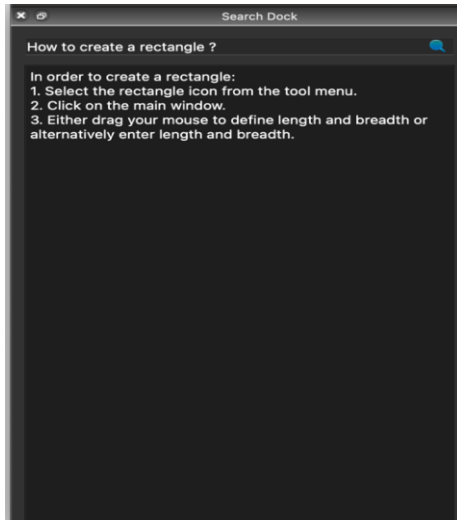 Search Dock
How to create a rectangle ?
In order to create a rectangle:
1. Select the rectangle icon from the tool menu.
2. Click on the main window.
3. Either drag your mouse to define length and breadth or
alternatively enter length and breadth.